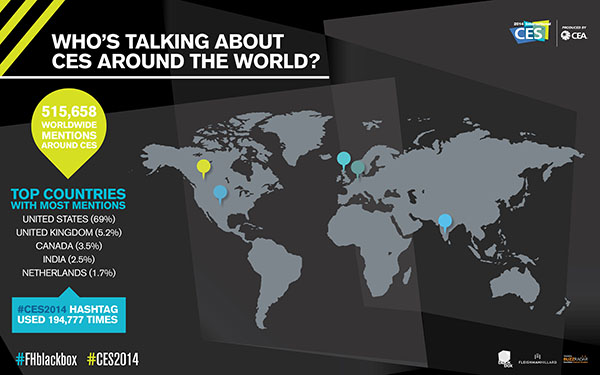 WHO'S TALKING ABOUT
CES AROUND THE WORLD?
2014 INTERNATIONAL
CES
PRODUCED BY
CEA
515,658
WORLDWIDE
MENTIONS
AROUND CES
TOP COUNTRIES
WITH MOST MENTIONS
UNITED STATES (69%)
UNITED KINGDOM (5.2%)
CANADA (3.5%)
INDIA (2.5%)
NETHERLANDS (1.7%)
#CES2014 HASHTAG
USED 194,777 TIMES
#FHblackbox #CES2014
FLEISHMANHILLARD